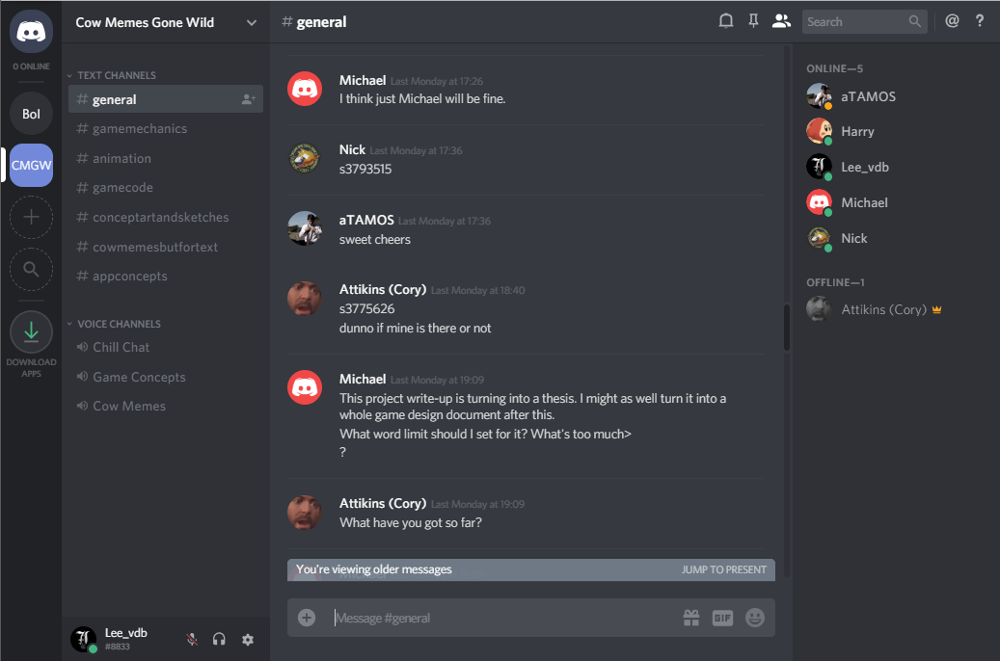 0 ONLINE
Bol
CMGW
DOWNLOAD
APPS
Cow Memes Gone Wild
TEXT CHANNELS
# general
# gamemechanics
# animation
# gamecode
# conceptartandsketches
# cowmemesbutfortext
# appconcepts
VOICE CHANNELS
Chill Chat
Game Concepts
Cow Memes
Lee_vdb
#8833
# general
Search
@ ?
Michael Last Monday at 17:26
I think just Michael will be fine.
Nick Last Monday at 17:36
s3793515
aTAMOS Last Monday at 17:36
sweet cheers
Attikins (Cory) Last Monday at 18:40
s3775626
dunno if mine is there or not
Michael Last Monday at 19:09
This project write-up is turning into a thesis. I might as well turn it into a
whole game design document after this.
What word limit should I set for it? What's too much>
?
Attikins (Cory) Last Monday at 19:09
What have you got so far?
You're viewing older messages JUMP TO PRESENT
Message #general
GIF
ONLINE—5
aTAMOS
Harry
Lee_vdb
Michael
Nick
OFFLINE—1
Attikins (Cory)